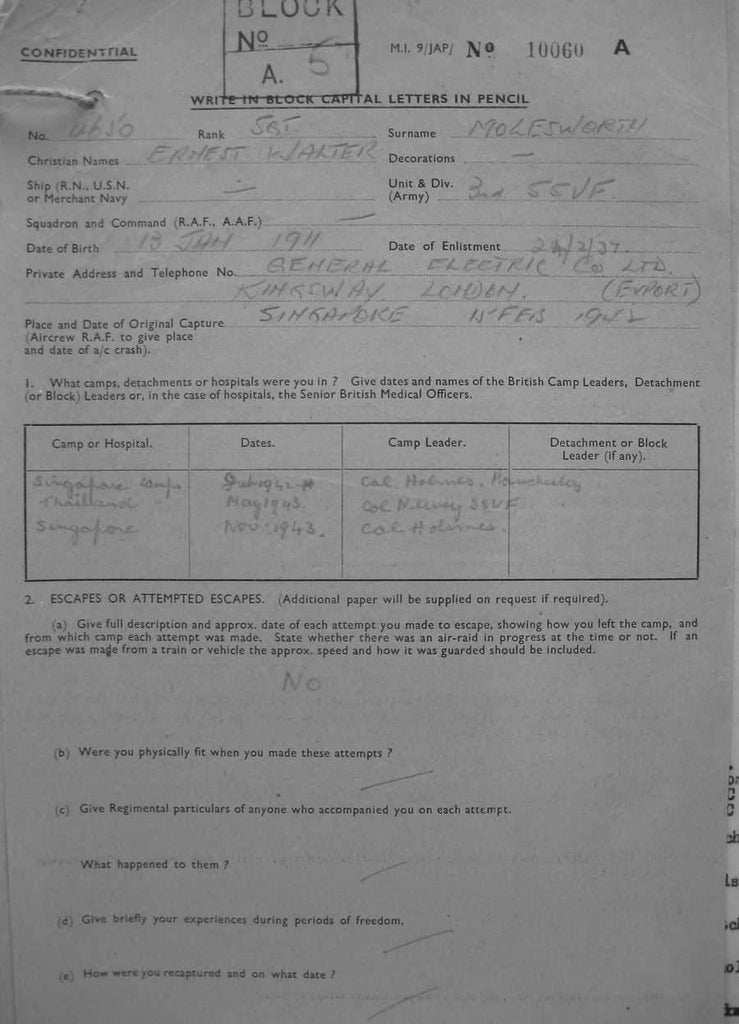 BLOCK
No
A. 5
CONFIDENTIAL
M.I. 9/JAP/ No 10060 A
WRITE IN BLOCK CAPITAL LETTERS IN PENCIL
No. Rank SGT. Surname MOLESWORTH
Christian Names ERNEST WALTER Decorations —
Ship (R.N., U.S.N. or Merchant Navy — Unit & Div. (Army) 3rd SSVF.
Squadron and Command (R.A.F., A.A.F.) —
Date of Birth 13 JAN 1911 Date of Enlistment /2/37
Private Address and Telephone No. GENERAL ELECTRIC Co LTD.
KINGSWAY LONDON. (EXPORT)
Place and Date of Original Capture SINGAPORE FEB 1942
(Aircrew R.A.F. to give place
and date of a/c crash).
1. What camps, detachments or hospitals were you in ? Give dates and names of the British Camp Leaders, Detachment
(or Block) Leaders or, in the case of hospitals, the Senior British Medical Officers.
Camp or Hospital. Dates. Camp Leader. Detachment or Block
Leader (if any).
Singapore Camps 1942 Col. Holmes,
Thailand " May 1943. Col SSVF
Singapore Nov. 1943. Col Holmes.
2. ESCAPES OR ATTEMPTED ESCAPES. (Additional paper will be supplied on request if required).
(a) Give full description and approx. date of each attempt you made to escape, showing how you left the camp, and
from which camp each attempt was made. State whether there was an air-raid in progress at the time or not. If an
escape was made from a train or vehicle the approx. speed and how it was guarded should be included.
No
(b) Were you physically fit when you made these attempts ?
(c) Give Regimental particulars of anyone who accompanied you on each attempt.
What happened to them ?
(d) Give briefly your experiences during periods of freedom.
(e) How were you recaptured and on what date ?